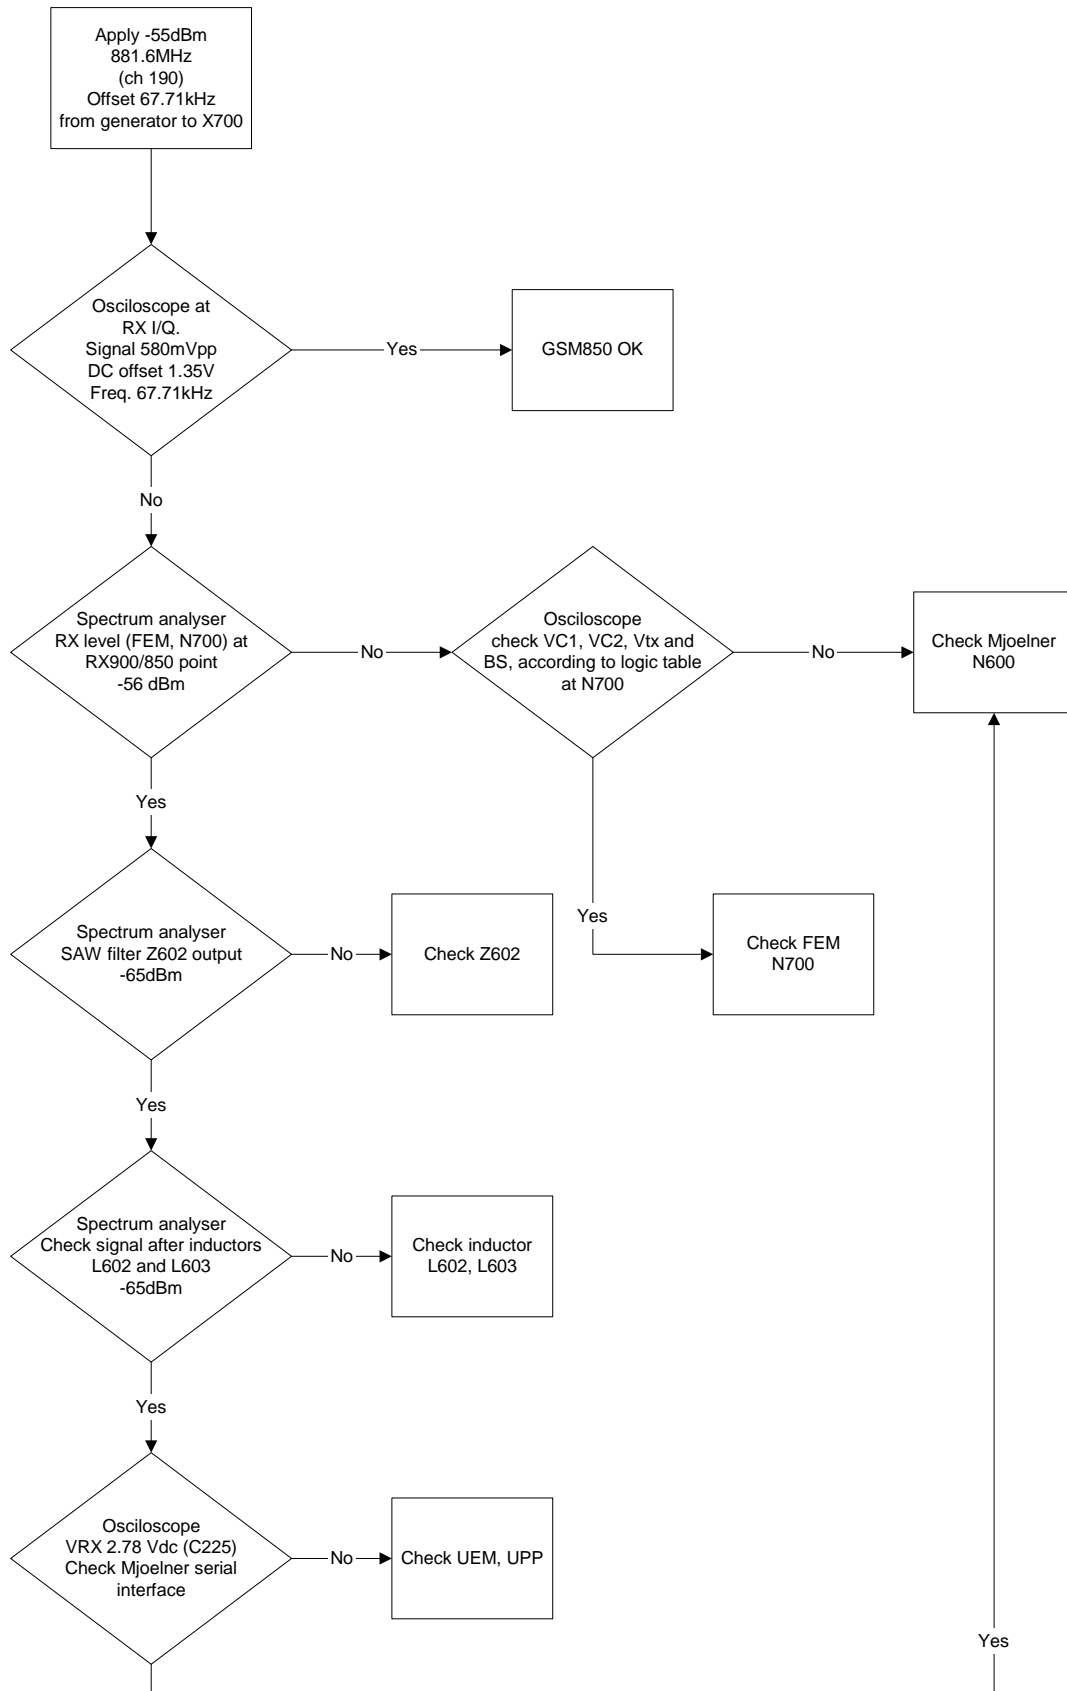 Apply -55dBm
881.6MHz
(ch 190)
Offset 67.71kHz
from generator to X700
Osciloscope at
RX I/Q.
Signal 580mVpp
DC offset 1.35V
Freq. 67.71kHz
Yes
GSM850 OK
No
Spectrum analyser
RX level (FEM, N700) at
RX900/850 point
-56 dBm
No
Osciloscope
check VC1, VC2, Vtx and
BS, according to logic table
at N700
No
Check Mjoelner
N600
Yes
Spectrum analyser
SAW filter Z602 output
-65dBm
No
Check Z602
Yes
Check FEM
N700
Yes
Spectrum analyser
Check signal after inductors
L602 and L603
-65dBm
No
Check inductor
L602, L603
Yes
Osciloscope
VRX 2.78 Vdc (C225)
Check Mjoelner serial
interface
No
Check UEM, UPP
Yes